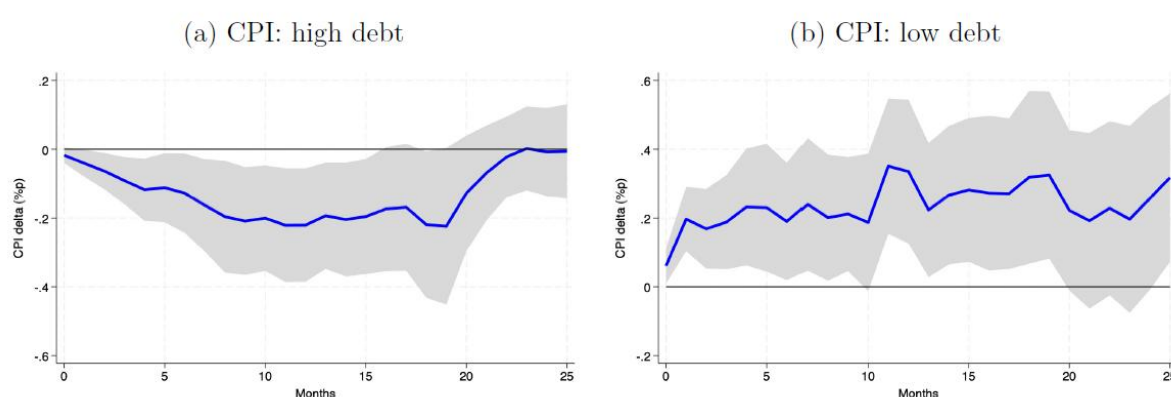 (a) CPI: high debt
.2
0
-.2
-.4
-.6
CPI delta (%p)
0 5 10 15 20 25
Months
(b) CPI: low debt
.6
.4
.2
0
-.2
CPI delta (%p)
0 5 10 15 20 25
Months